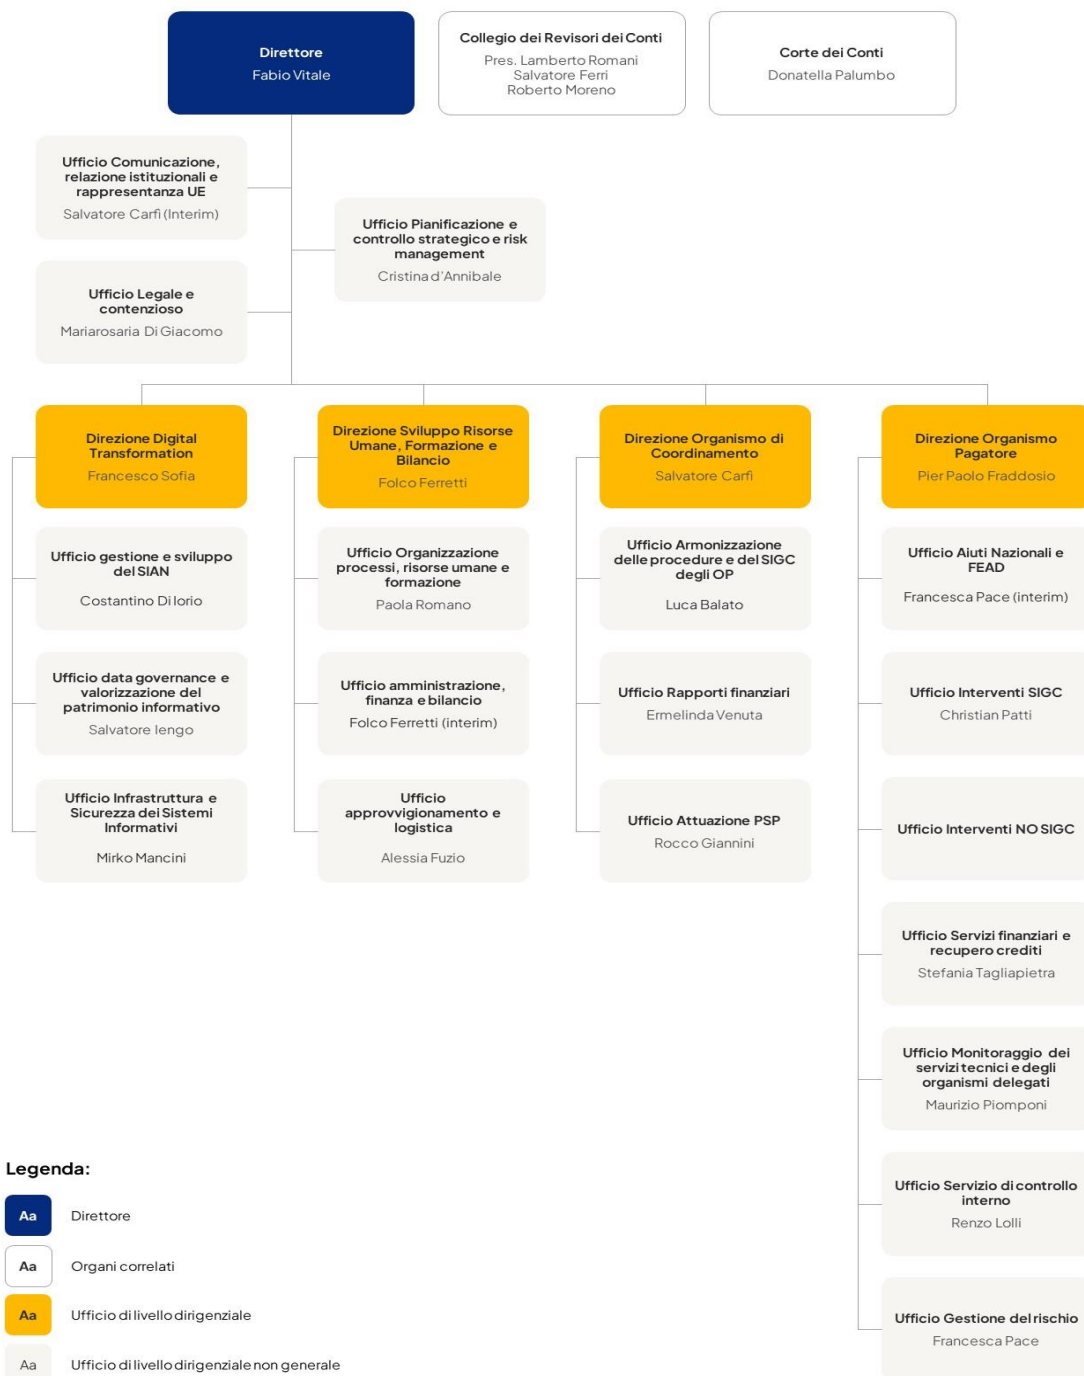 Direttore
Fabio Vitale
Collegio dei Revisori dei Conti
Pres. Lamberto Romani
Salvatore Ferri
Roberto Moreno
Corte dei Conti
Donatella Palumbo
Ufficio Comunicazione,
relazione istituzionali e
rappresentanza UE
Salvatore Carfì (Interim)
Ufficio Pianificazione e
controllo strategico e risk
management
Cristina d'Annibale
Ufficio Legale e
contenzioso
Mariarosaria Di Giacomo
Direzione Digital
Transformation
Francesco Sofia
Ufficio gestione e sviluppo
del SIAN
Costantino Di Iorio
Ufficio data governance e
valorizzazione del
patrimonio informativo
Salvatore Iengo
Ufficio Infrastruttura e
Sicurezza dei Sistemi
Informativi
Mirko Mancini
Direzione Sviluppo Risorse
Umane, Formazione e
Bilancio
Folco Ferretti
Ufficio Organizzazione
processi, risorse umane e
formazione
Paola Romano
Ufficio amministrazione,
finanza e bilancio
Folco Ferretti (interim)
Ufficio
approvvigionamento e
logistica
Alessia Fuzio
Direzione Organismo di
Coordinamento
Salvatore Carfì
Ufficio Armonizzazione
delle procedure e del SIGC
degli OP
Luca Balato
Ufficio Rapporti finanziari
Ermelinda Venuta
Ufficio Attuazione PSP
Rocco Giannini
Direzione Organismo
Pagatore
Pier Paolo Fraddosio
Ufficio Aiuti Nazionali e
FEAD
Francesca Pace (interim)
Ufficio Interventi SIGC
Christian Patti
Ufficio Interventi NO SIGC
Ufficio Servizi finanziari e
recupero crediti
Stefania Tagliapietra
Ufficio Monitoraggio dei
servizi tecnici e degli
organismi delegati
Maurizio Piomponi
Ufficio Servizio di controllo
interno
Renzo Lolli
Ufficio Gestione del rischio
Francesca Pace
Legenda:
Aa Direttore
Aa Organi correlati
Aa Ufficio di livello dirigenziale
Aa Ufficio di livello dirigenziale non generale